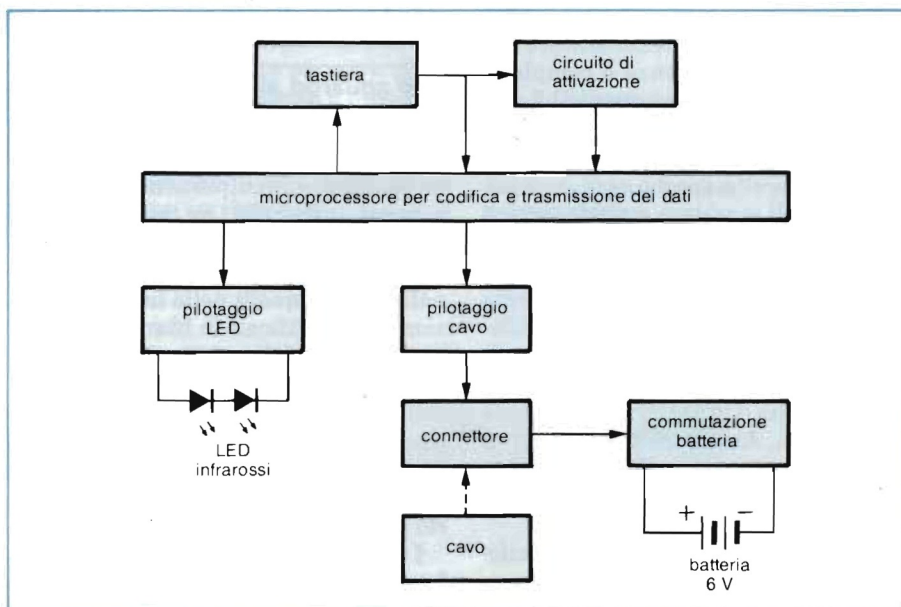 tastiera
circuito di
attivazione
microprocessore per codifica e trasmissione dei dati
pilotaggio
LED
pilotaggio
cavo
LED
infrarossi
connettore
commutazione
batteria
+ −
cavo
batteria
6 V